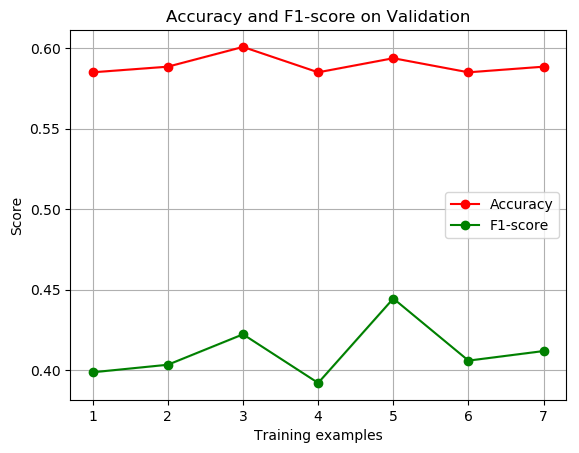 Accuracy and F1-score on Validation
0.60
0.55
0.50
0.45
0.40
Score
Accuracy
F1-score
1 2 3 4 5 6 7
Training examples